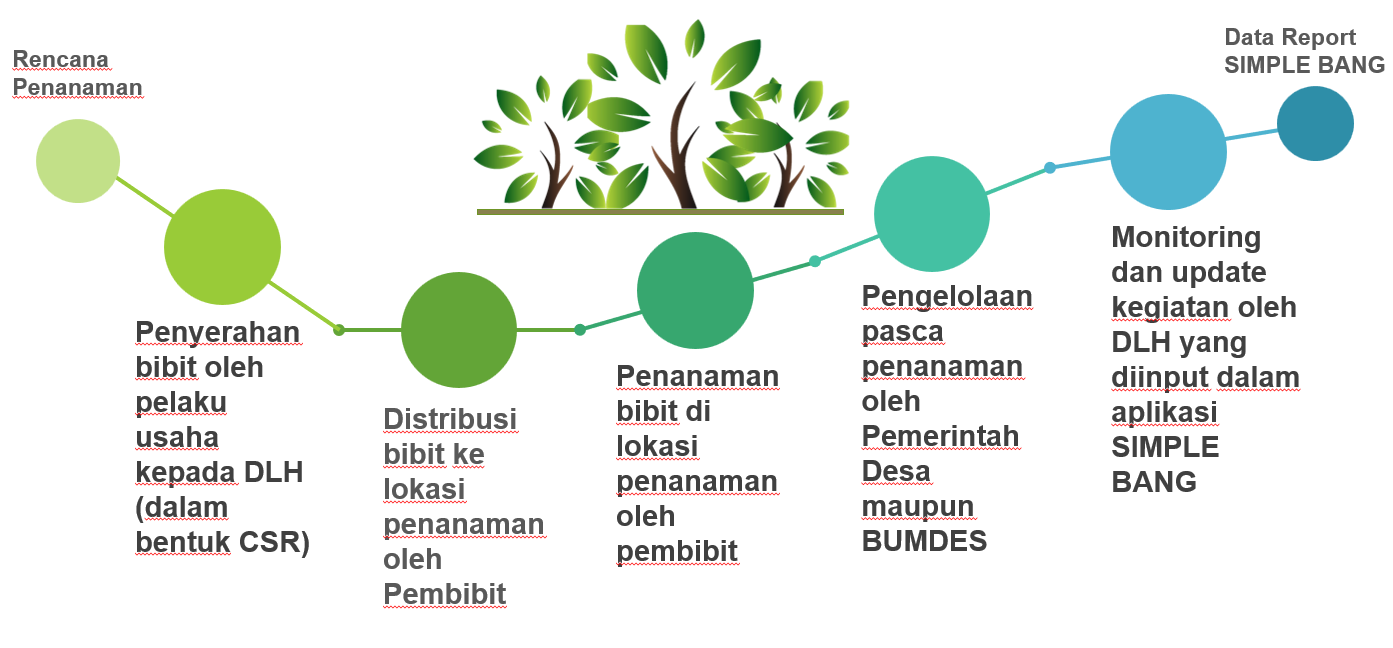 Rencana
Penanaman
Penyerahan
bibit oleh
pelaku
usaha
kepada DLH
(dalam
bentuk CSR)
Distribusi
bibit ke
lokasi
penanaman
oleh
Pembibit
Penanaman
bibit di
lokasi
penanaman
oleh
pembibit
Pengelolaan
pasca
penanaman
oleh
Pemerintah
Desa
maupun
BUMDES
Monitoring
dan update
kegiatan oleh
DLH yang
diinput dalam
aplikasi
SIMPLE
BANG
Data Report
SIMPLE BANG